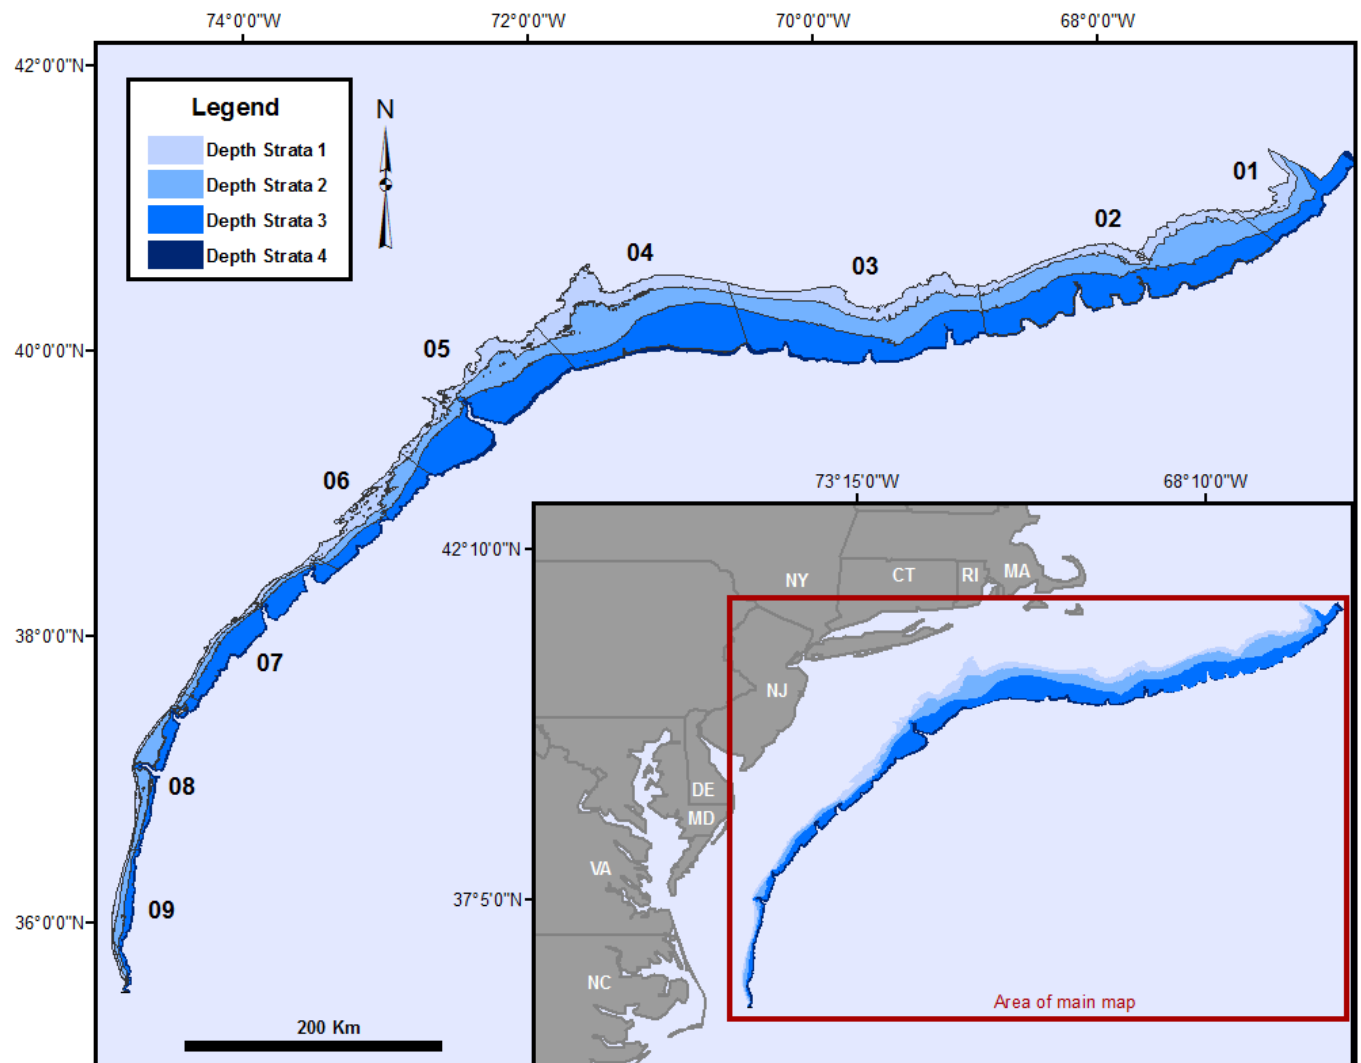 74°0'0"W 72°0'0"W 70°0'0"W 68°0'0"W
42°0'0"N
Legend
Depth Strata 1
Depth Strata 2
Depth Strata 3
Depth Strata 4
N
01
02
04
03
40°0'0"N
05
06
73°15'0"W 68°10'0"W
42°10'0"N
NY CT RI MA
38°0'0"N
07
NJ
08
DE
MD
VA
37°5'0"N
36°0'0"N
09
NC
Area of main map
200 Km